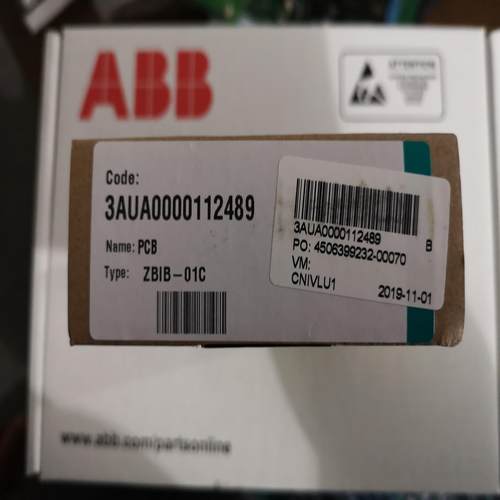 ABB
ATTENTION
Code:
3AUA0000112489
Name: PCB
Type: ZBIB-01C
3AUA0000112489 B
PO: 4506399232-00070
VM:
CNIVLU1 2019-11-01
www.abb.com/partsonline